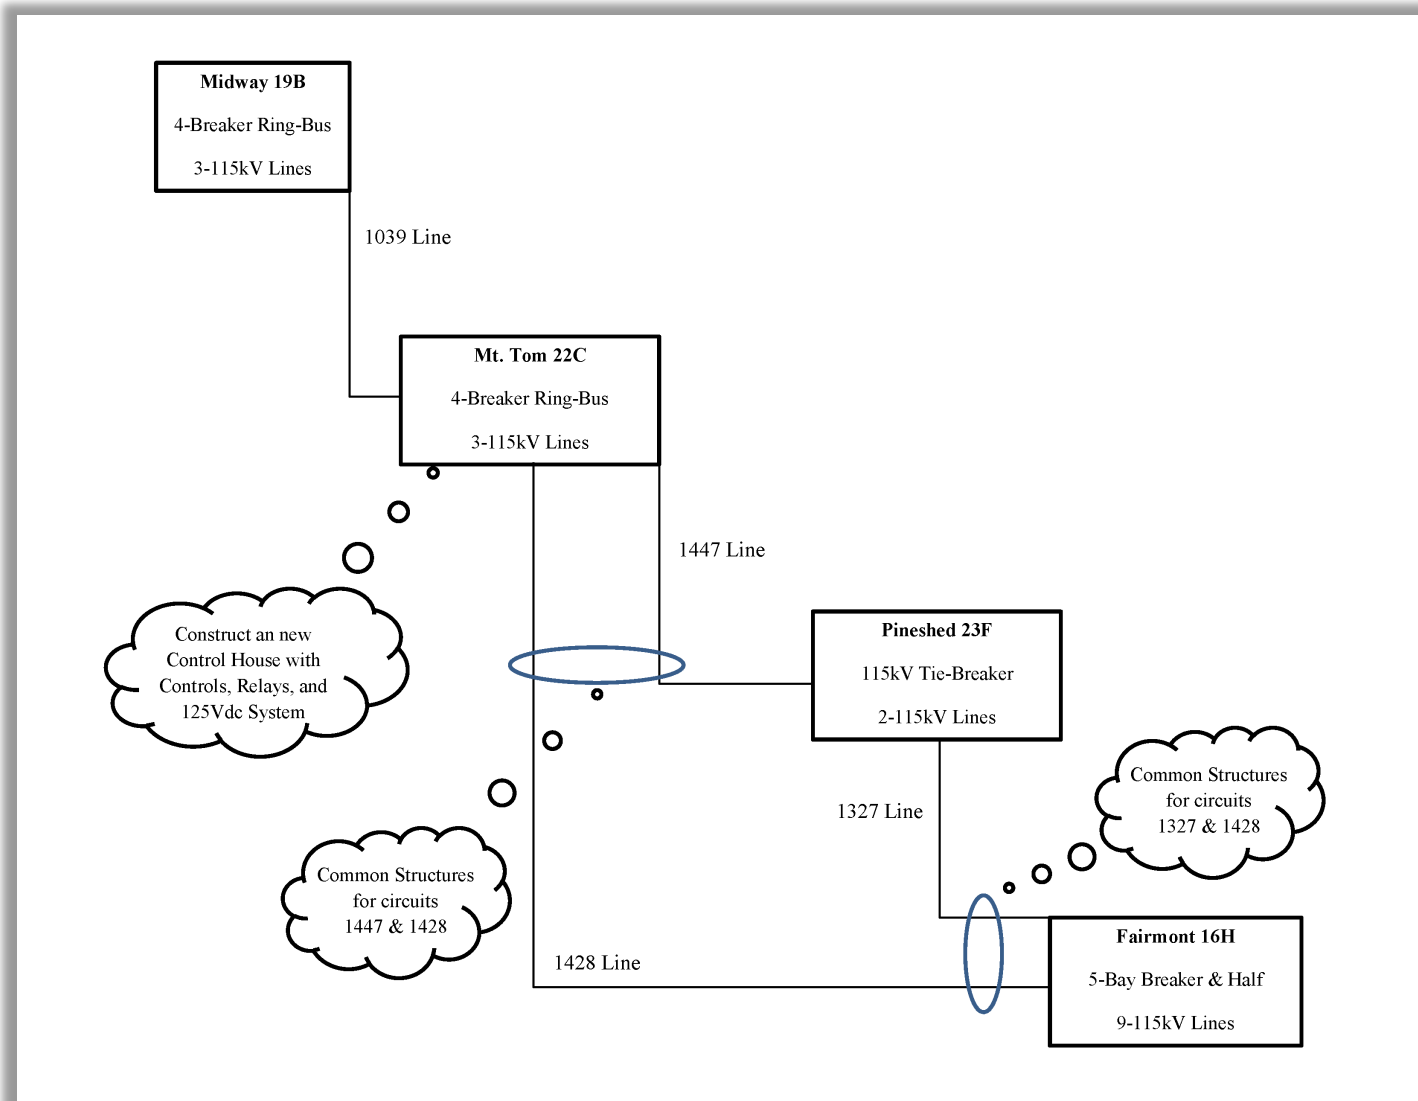 Midway 19B
4-Breaker Ring-Bus
3-115kV Lines
1039 Line
Mt. Tom 22C
4-Breaker Ring-Bus
3-115kV Lines
1447 Line
Construct an new
Control House with
Controls, Relays, and
125Vdc System
Pineshed 23F
115kV Tie-Breaker
2-115kV Lines
1327 Line
Common Structures
for circuits
1327 & 1428
Common Structures
for circuits
1447 & 1428
1428 Line
Fairmont 16H
5-Bay Breaker & Half
9-115kV Lines